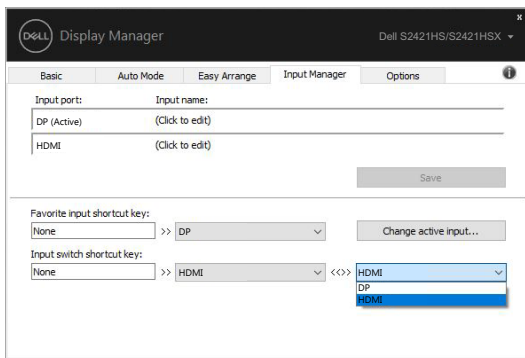 DELL Display Manager Dell S2421HS/S2421HSX
x
Basic Auto Mode Easy Arrange Input Manager Options i
Input port: Input name:
DP (Active) (Click to edit)
HDMI (Click to edit)
Save
Favorite input shortcut key:
None >> DP Change active input...
Input switch shortcut key:
None >> HDMI <<>> HDMI
DP
HDMI